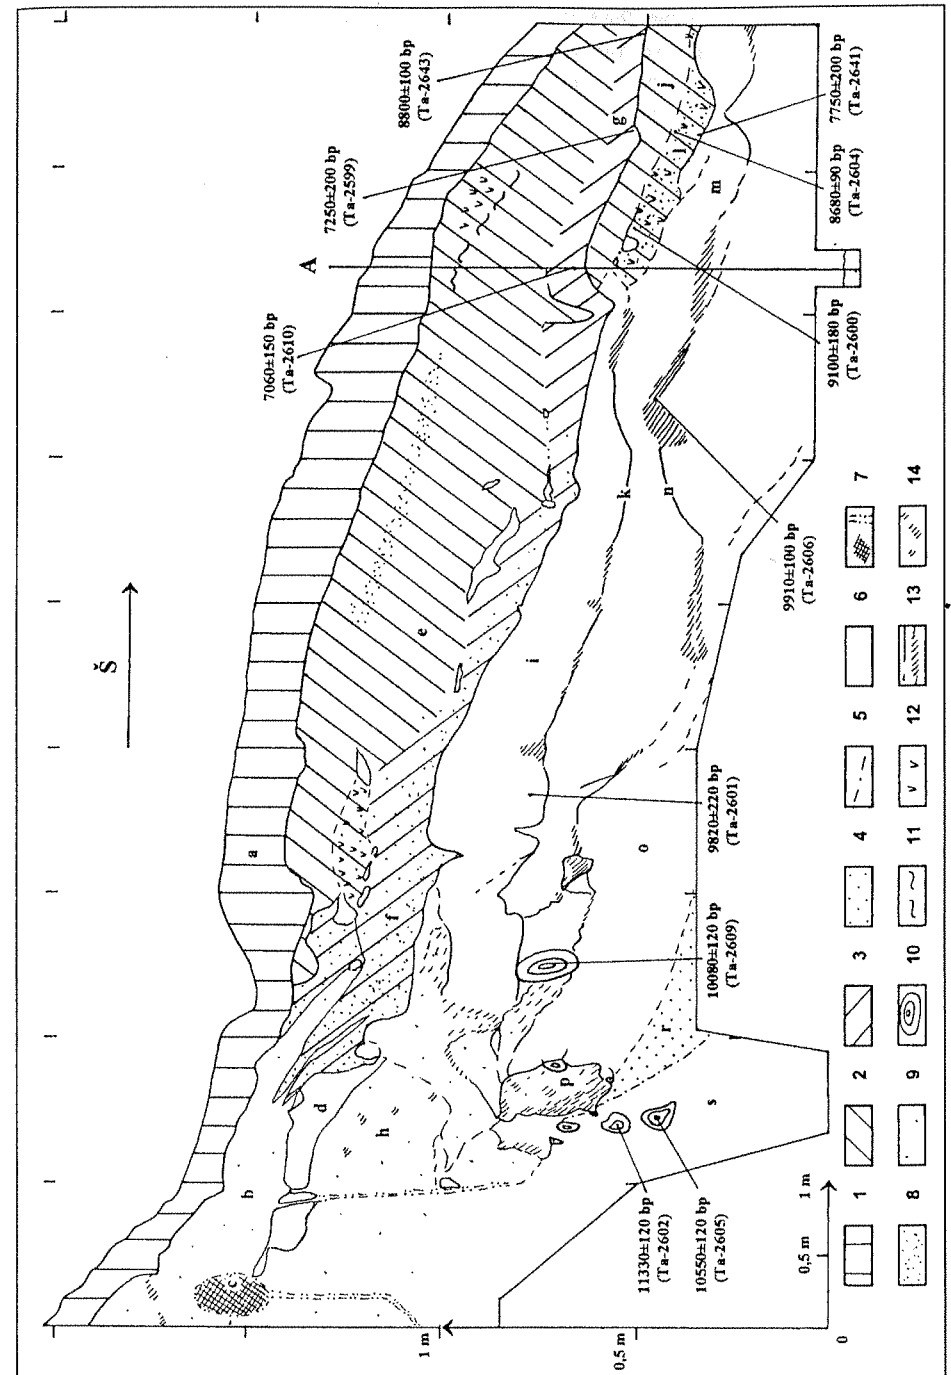 8800±100 bp
(Ta-2643)
7250±200 bp
(Ta-2599)
A
7060±150 bp
(Ta-2610)
Š
g
j
l
m
7750±200 bp
(Ta-2641)
8680±90 bp
(Ta-2604)
9100±180 bp
(Ta-2600)
k
n
9910±100 bp
(Ta-2606)
e
i
a
f
o
9820±220 bp
(Ta-2601)
10080±120 bp
(Ta-2609)
r
p
s
d
h
b
c
11330±120 bp
(Ta-2602)
10550±120 bp
(Ta-2605)
1 m
0,5 m
0
0,5 m
1 m
1
2
3
4
5
6
7
8
9
10
11
12
13
14